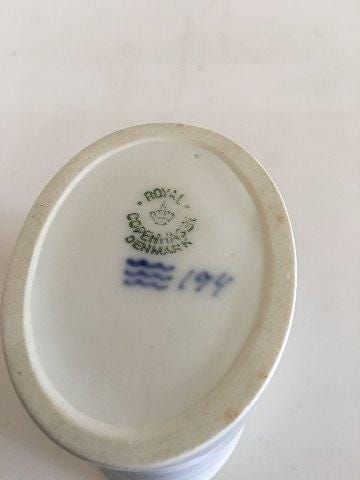 ROYAL
COPENHAGEN
DENMARK
194